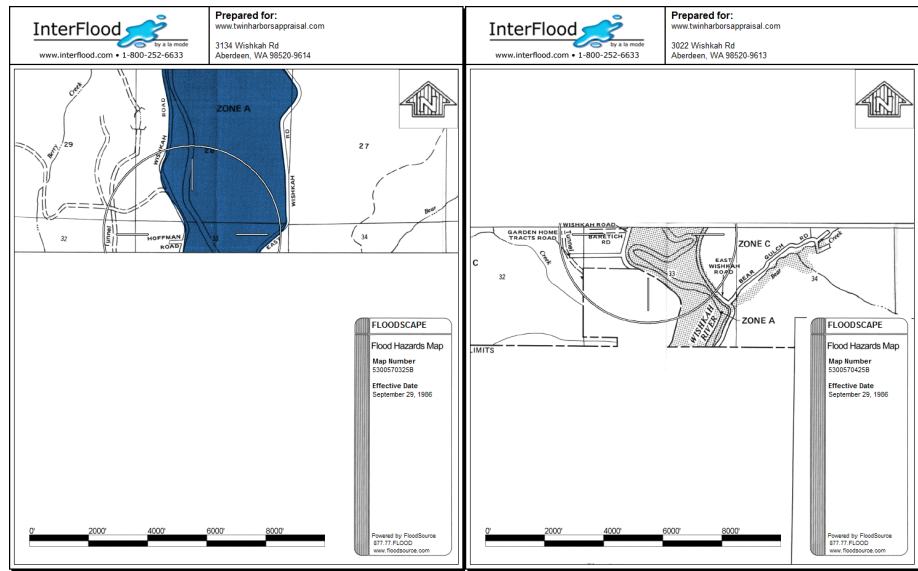 InterFlood
by a la mode
www.interflood.com • 1-800-252-6633
Prepared for:
www.twinharborsappraisal.com
3134 Wishkah Rd
Aberdeen, WA 98520-9614
Creek
ROAD
ZONE A
N
29
Berry
WISHKAH
RD
27
WISHKAH
Bear
Tunnel
32
HOFFMAN
ROAD
33
EAST
34
FLOODSCAPE
Flood Hazards Map
Map Number
5300570325B
Effective Date
September 29, 1986
0'
2000'
4000'
6000'
8000'
Powered by FloodSource
877.77.FLOOD
www.floodsource.com
InterFlood
by a la mode
www.interflood.com • 1-800-252-6633
Prepared for:
www.twinharborsappraisal.com
3022 Wishkah Rd
Aberdeen, WA 98520-9613
N
WISHKAH ROAD
GARDEN HOME
TRACTS ROAD
Tunnel
BARETICH
RD
ZONE C
Creek
C
32
33
EAST
WISHKAH
ROAD
BEAR GULCH RD
Creek
Bear
34
WISHKAH
RIVER
ZONE A
LIMITS
FLOODSCAPE
Flood Hazards Map
Map Number
5300570425B
Effective Date
September 29, 1986
0'
2000'
4000'
6000'
8000'
Powered by FloodSource
877.77.FLOOD
www.floodsource.com